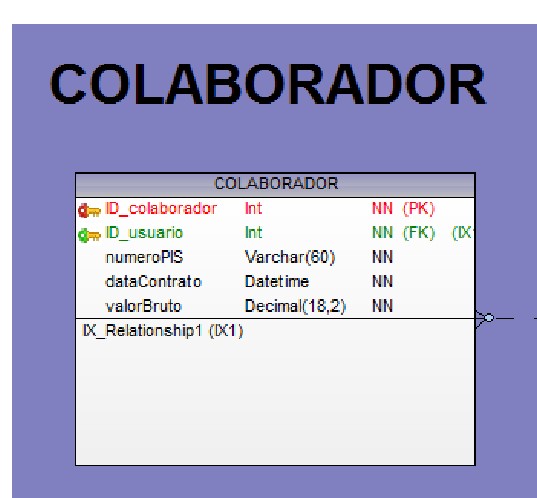 COLABORADOR
COLABORADOR
ID_colaborador Int NN (PK)
ID_usuario Int NN (FK) (IX
numeroPIS Varchar(60) NN
dataContrato Datetime NN
valorBruto Decimal(18,2) NN
IX_Relationship1 (IX1)